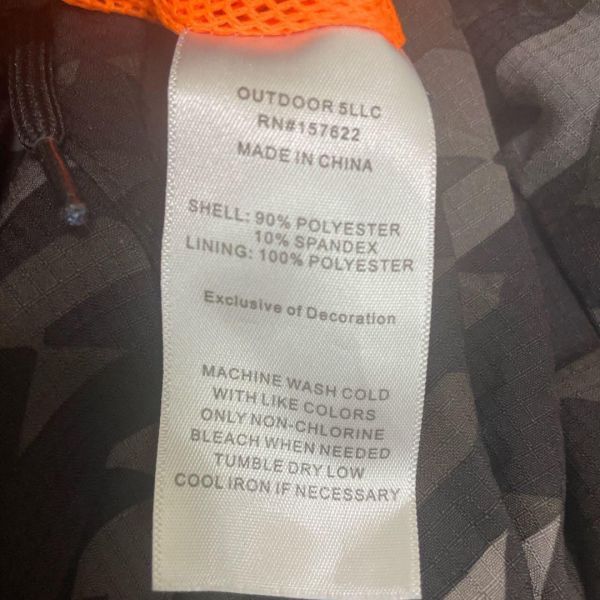 OUTDOOR 5LLC
RN#157622
MADE IN CHINA
SHELL: 90% POLYESTER
10% SPANDEX
LINING: 100% POLYESTER
Exclusive of Decoration
MACHINE WASH COLD
WITH LIKE COLORS
ONLY NON-CHLORINE
BLEACH WHEN NEEDED
TUMBLE DRY LOW
COOL IRON IF NECESSARY